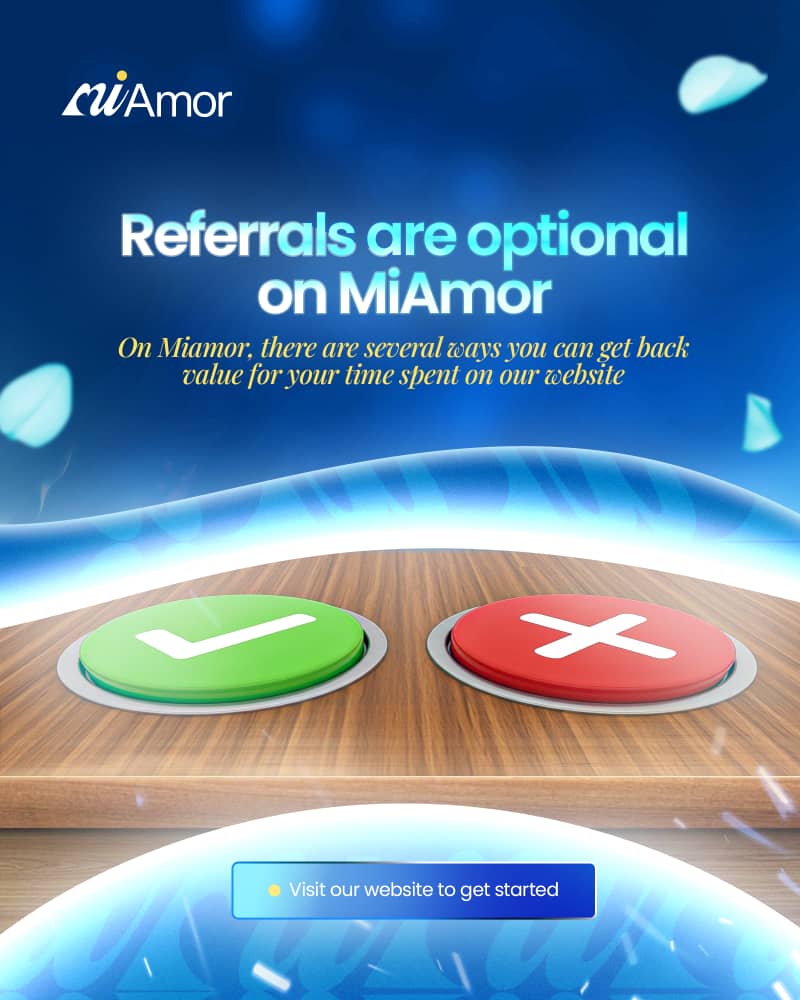 miAmor
Referrals are optional
on MiAmor
On Miamor, there are several ways you can get back
value for your time spent on our website
Visit our website to get started